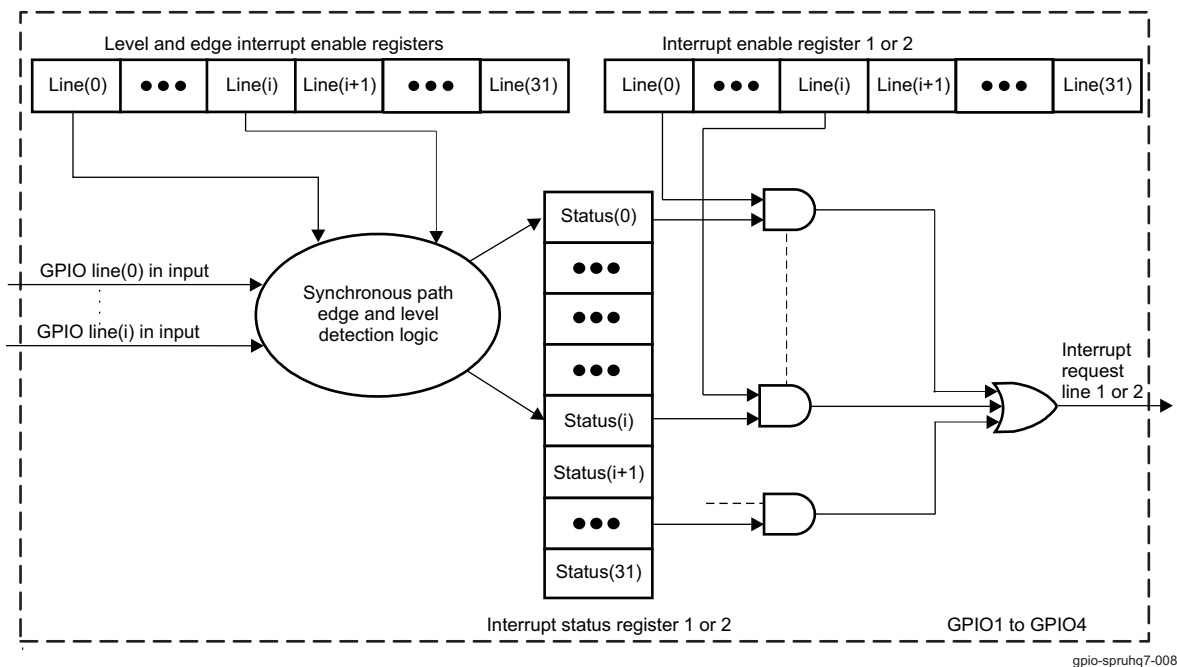 Level and edge interrupt enable registers
Interrupt enable register 1 or 2
Line(0)
●●●
Line(i)
Line(i+1)
●●●
Line(31)
Line(0)
●●●
Line(i)
Line(i+1)
●●●
Line(31)
GPIO line(0) in input
GPIO line(i) in input
Synchronous path
edge and level
detection logic
Status(0)
●●●
●●●
●●●
Status(i)
Status(i+1)
●●●
Status(31)
Interrupt
request
line 1 or 2
Interrupt status register 1 or 2
GPIO1 to GPIO4
gpio-spruhq7-008